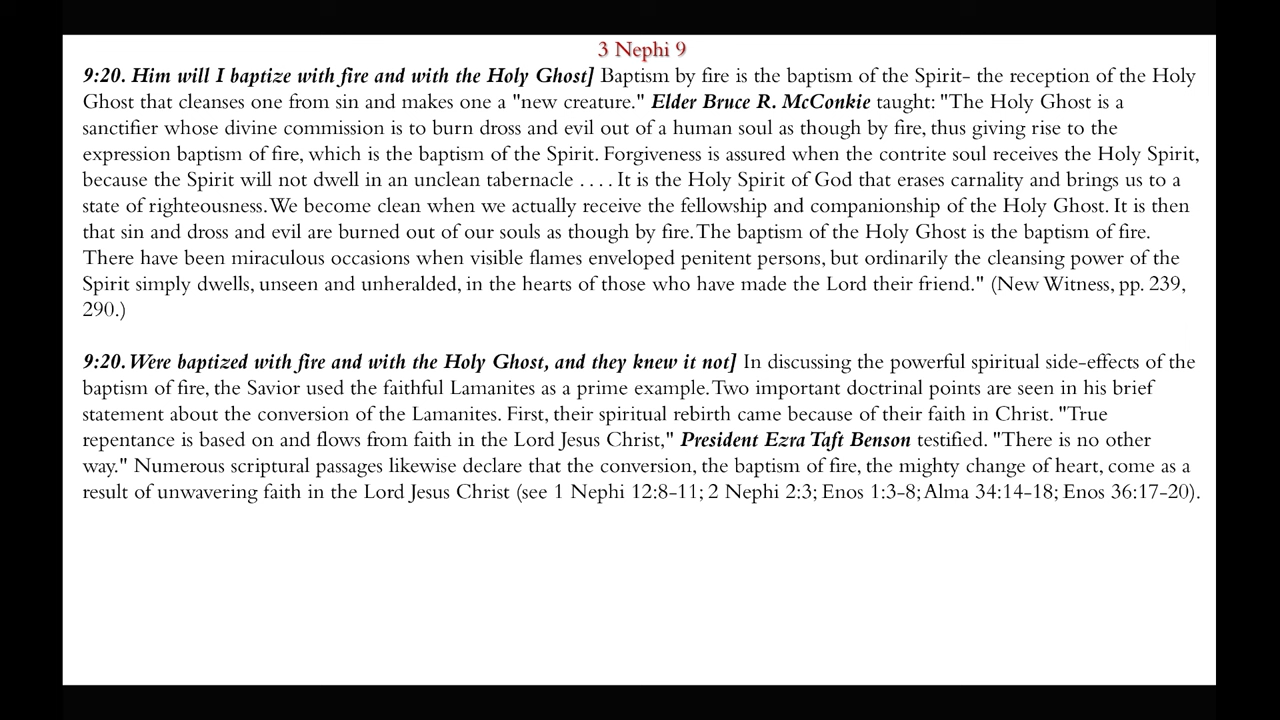 3 Nephi 9
9:20. Him will I baptize with fire and with the Holy Ghost] Baptism by fire is the baptism of the Spirit- the reception of the Holy
Ghost that cleanses one from sin and makes one a "new creature." Elder Bruce R. McConkie taught: "The Holy Ghost is a
sanctifier whose divine commission is to burn dross and evil out of a human soul as though by fire, thus giving rise to the
expression baptism of fire, which is the baptism of the Spirit. Forgiveness is assured when the contrite soul receives the Holy Spirit,
because the Spirit will not dwell in an unclean tabernacle . . . . It is the Holy Spirit of God that erases carnality and brings us to a
state of righteousness. We become clean when we actually receive the fellowship and companionship of the Holy Ghost. It is then
that sin and dross and evil are burned out of our souls as though by fire. The baptism of the Holy Ghost is the baptism of fire.
There have been miraculous occasions when visible flames enveloped penitent persons, but ordinarily the cleansing power of the
Spirit simply dwells, unseen and unheralded, in the hearts of those who have made the Lord their friend." (New Witness, pp. 239,
290.)
9:20. Were baptized with fire and with the Holy Ghost, and they knew it not] In discussing the powerful spiritual side-effects of the
baptism of fire, the Savior used the faithful Lamanites as a prime example. Two important doctrinal points are seen in his brief
statement about the conversion of the Lamanites. First, their spiritual rebirth came because of their faith in Christ. "True
repentance is based on and flows from faith in the Lord Jesus Christ," President Ezra Taft Benson testified. "There is no other
way." Numerous scriptural passages likewise declare that the conversion, the baptism of fire, the mighty change of heart, come as a
result of unwavering faith in the Lord Jesus Christ (see 1 Nephi 12:8-11; 2 Nephi 2:3; Enos 1:3-8; Alma 34:14-18; Enos 36:17-20).